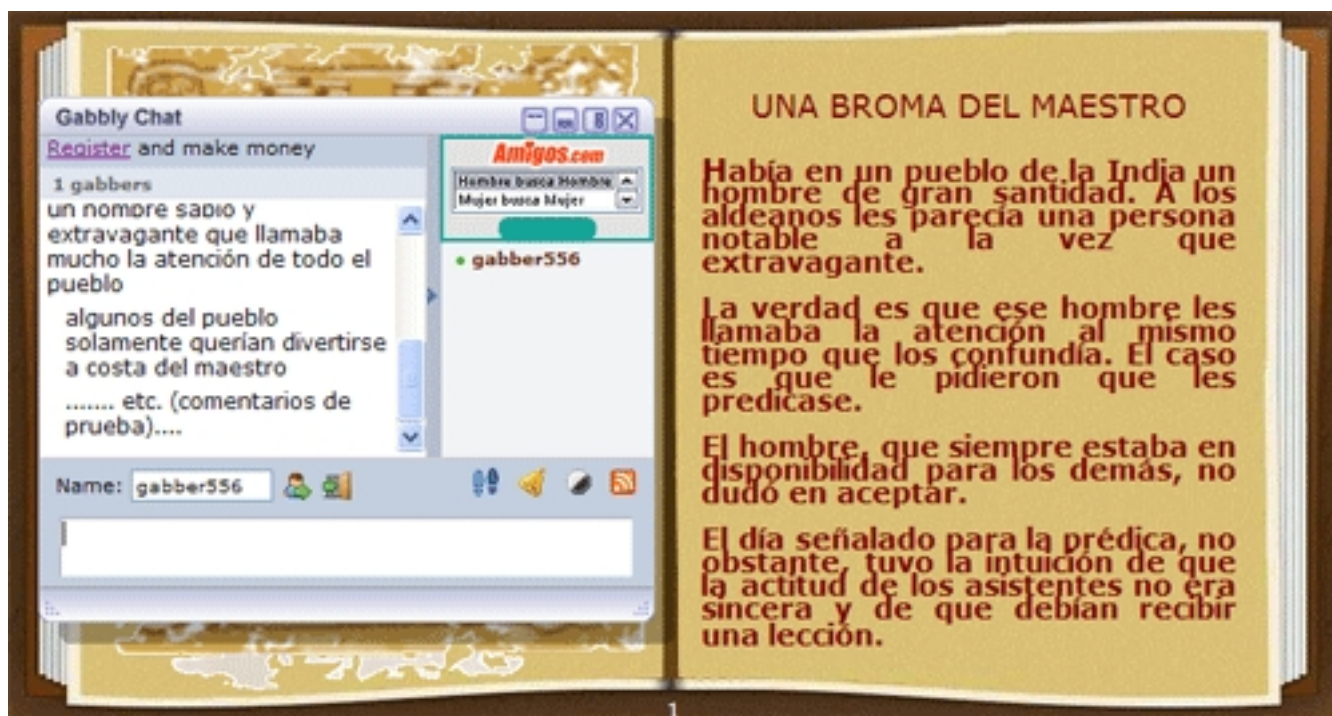 Gabbly Chat
Register and make money
1 gabbers
un hombre sabio y
extravagante que llamaba
mucho la atención de todo el
pueblo
algunos del pueblo
solamente querían divertirse
a costa del maestro
....... etc. (comentarios de
prueba)....
Amigos.com
Hombre busca Hombre
Mujer busca Mujer
gabber556
Name: gabber556
UNA BROMA DEL MAESTRO
Había en un pueblo de la India un
hombre de gran santidad. A los
aldeanos les parecía una persona
notable a la vez que
extravagante.
La verdad es que ese hombre les
llamaba la atención al mismo
tiempo que los confundía. El caso
es que le pidieron que les
predicase.
El hombre, que siempre estaba en
disponibilidad para los demás, no
dudó en aceptar.
El día señalado para la prédica, no
obstante, tuvo la intuición de que
la actitud de los asistentes no era
sincera y de que debían recibir
una lección.
1